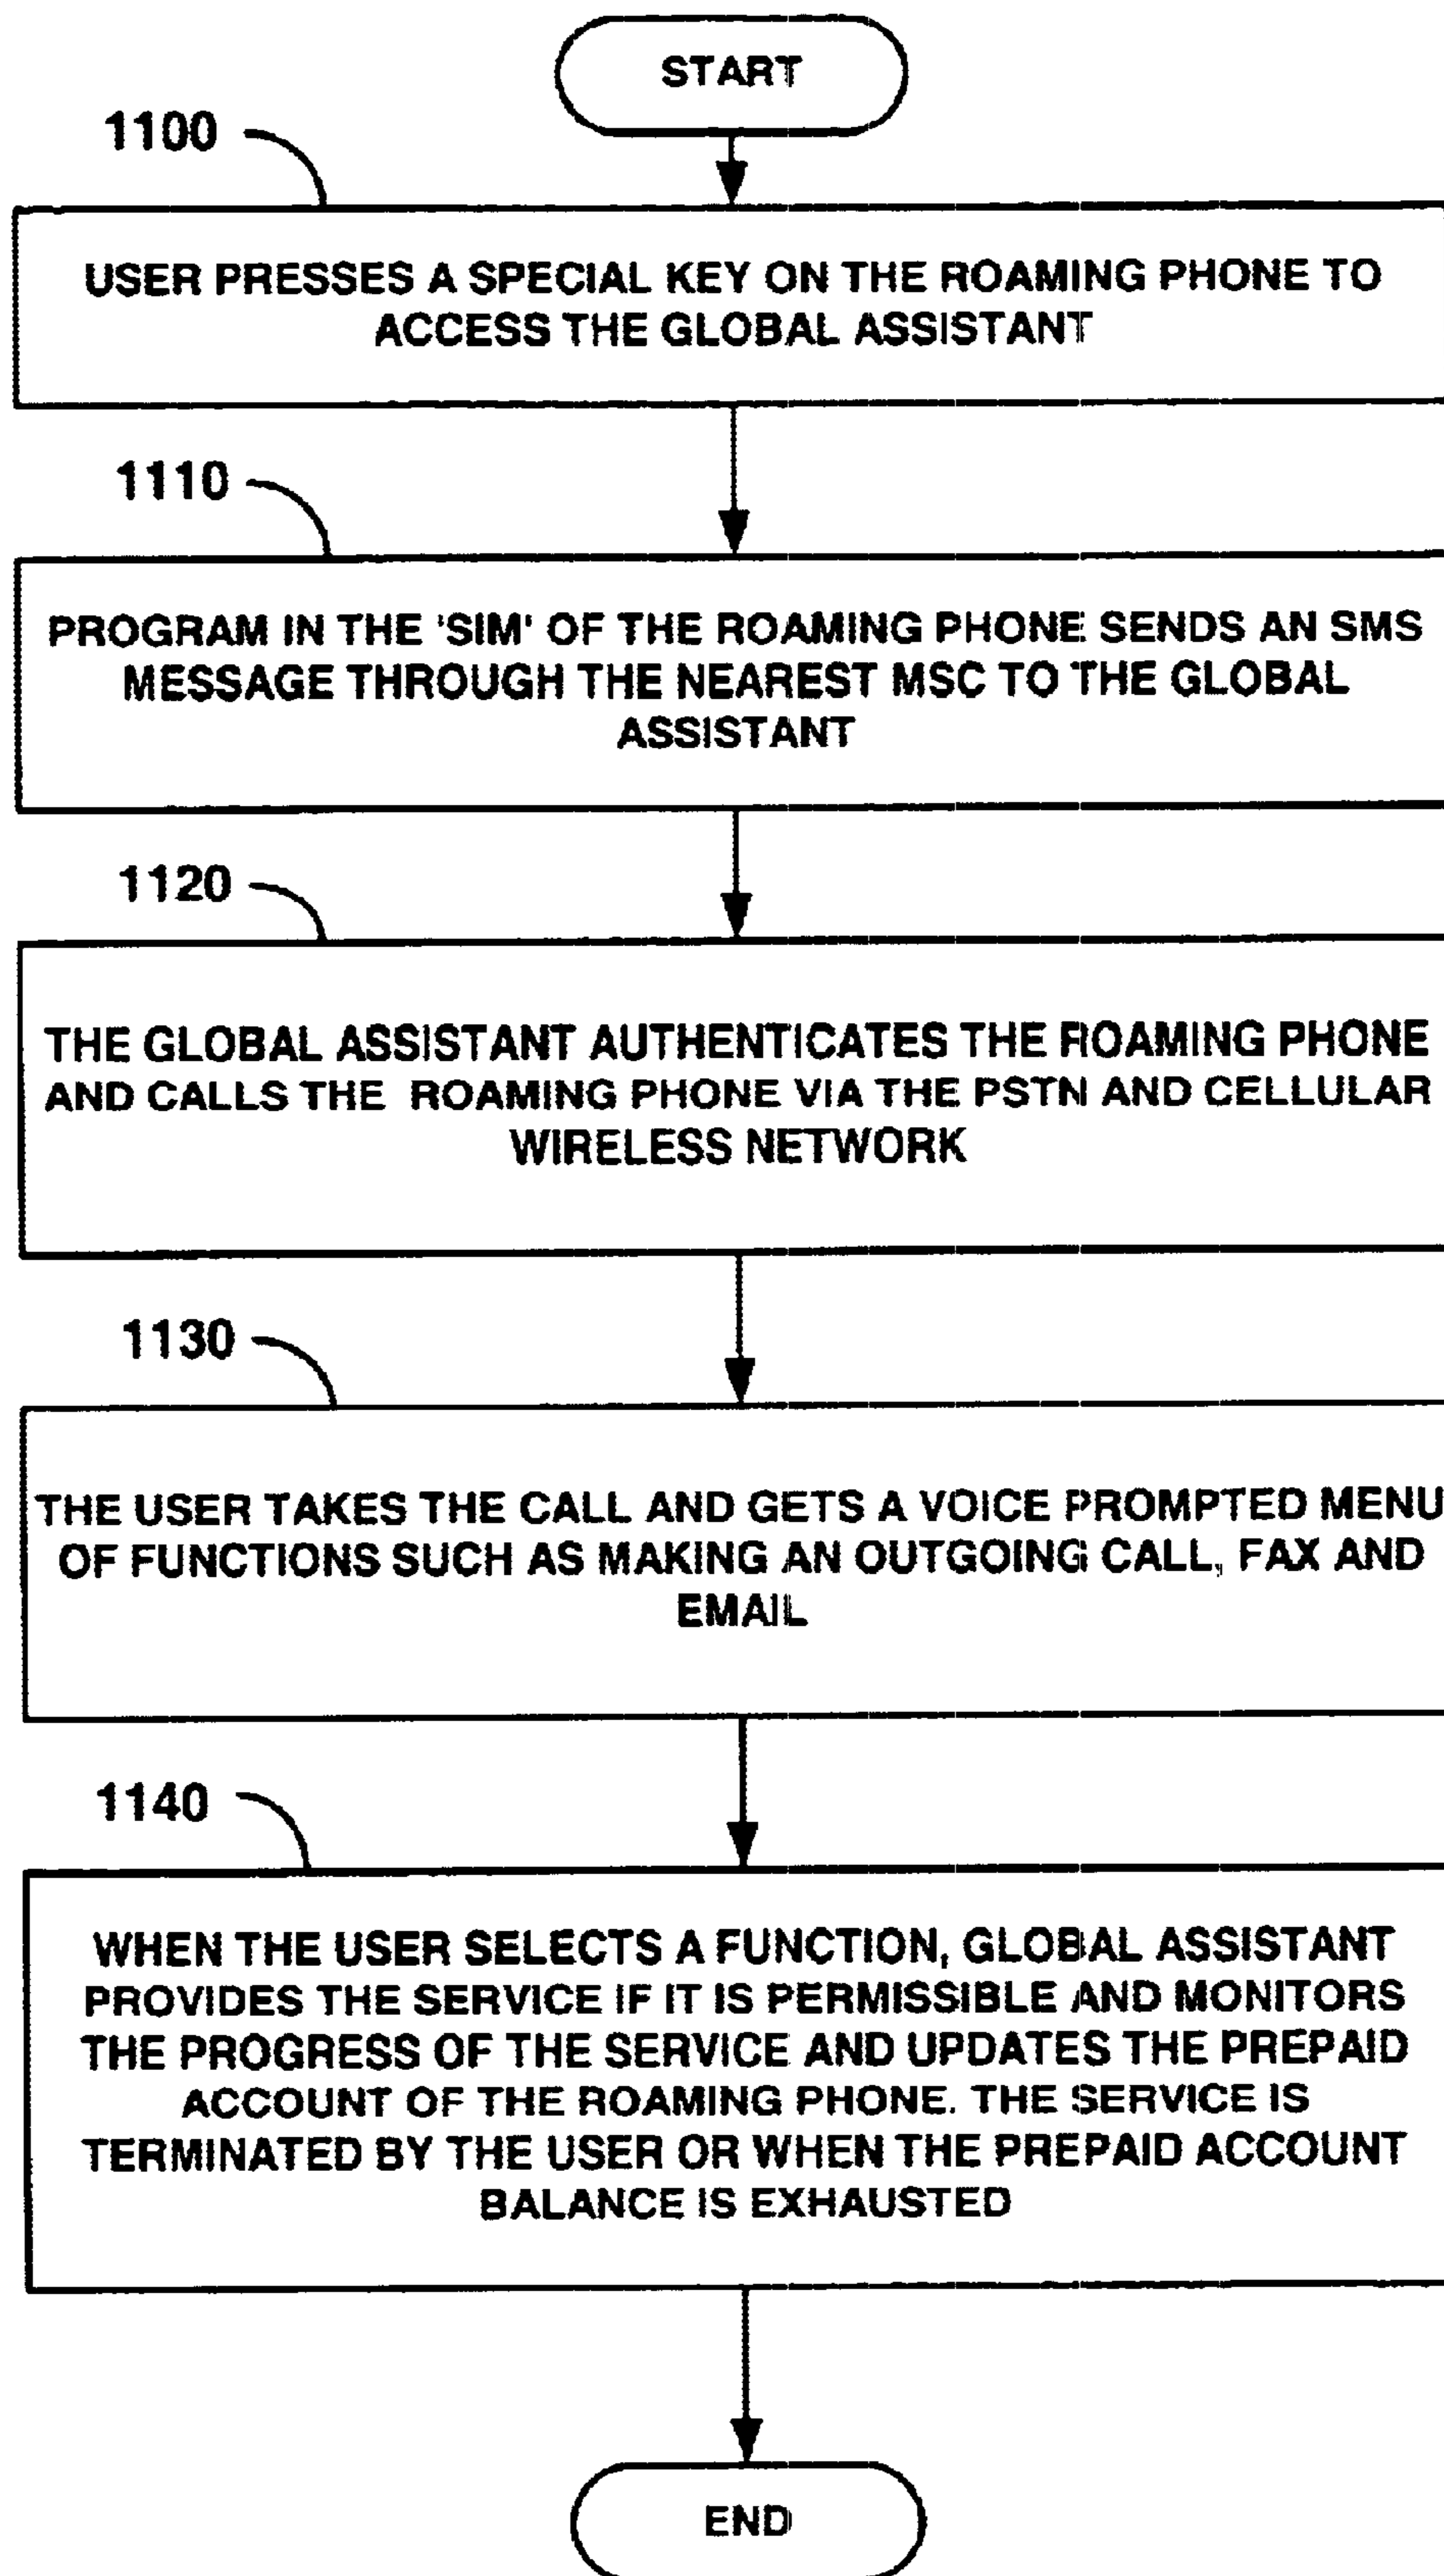 START
1100
USER PRESSES A SPECIAL KEY ON THE ROAMING PHONE TO
ACCESS THE GLOBAL ASSISTANT
1110
PROGRAM IN THE 'SIM' OF THE ROAMING PHONE SENDS AN SMS
MESSAGE THROUGH THE NEAREST MSC TO THE GLOBAL
ASSISTANT
1120
THE GLOBAL ASSISTANT AUTHENTICATES THE ROAMING PHONE
AND CALLS THE ROAMING PHONE VIA THE PSTN AND CELLULAR
WIRELESS NETWORK
1130
THE USER TAKES THE CALL AND GETS A VOICE PROMPTED MENU
OF FUNCTIONS SUCH AS MAKING AN OUTGOING CALL, FAX AND
EMAIL
1140
WHEN THE USER SELECTS A FUNCTION, GLOBAL ASSISTANT
PROVIDES THE SERVICE IF IT IS PERMISSIBLE AND MONITORS
THE PROGRESS OF THE SERVICE AND UPDATES THE PREPAID
ACCOUNT OF THE ROAMING PHONE. THE SERVICE IS
TERMINATED BY THE USER OR WHEN THE PREPAID ACCOUNT
BALANCE IS EXHAUSTED
END